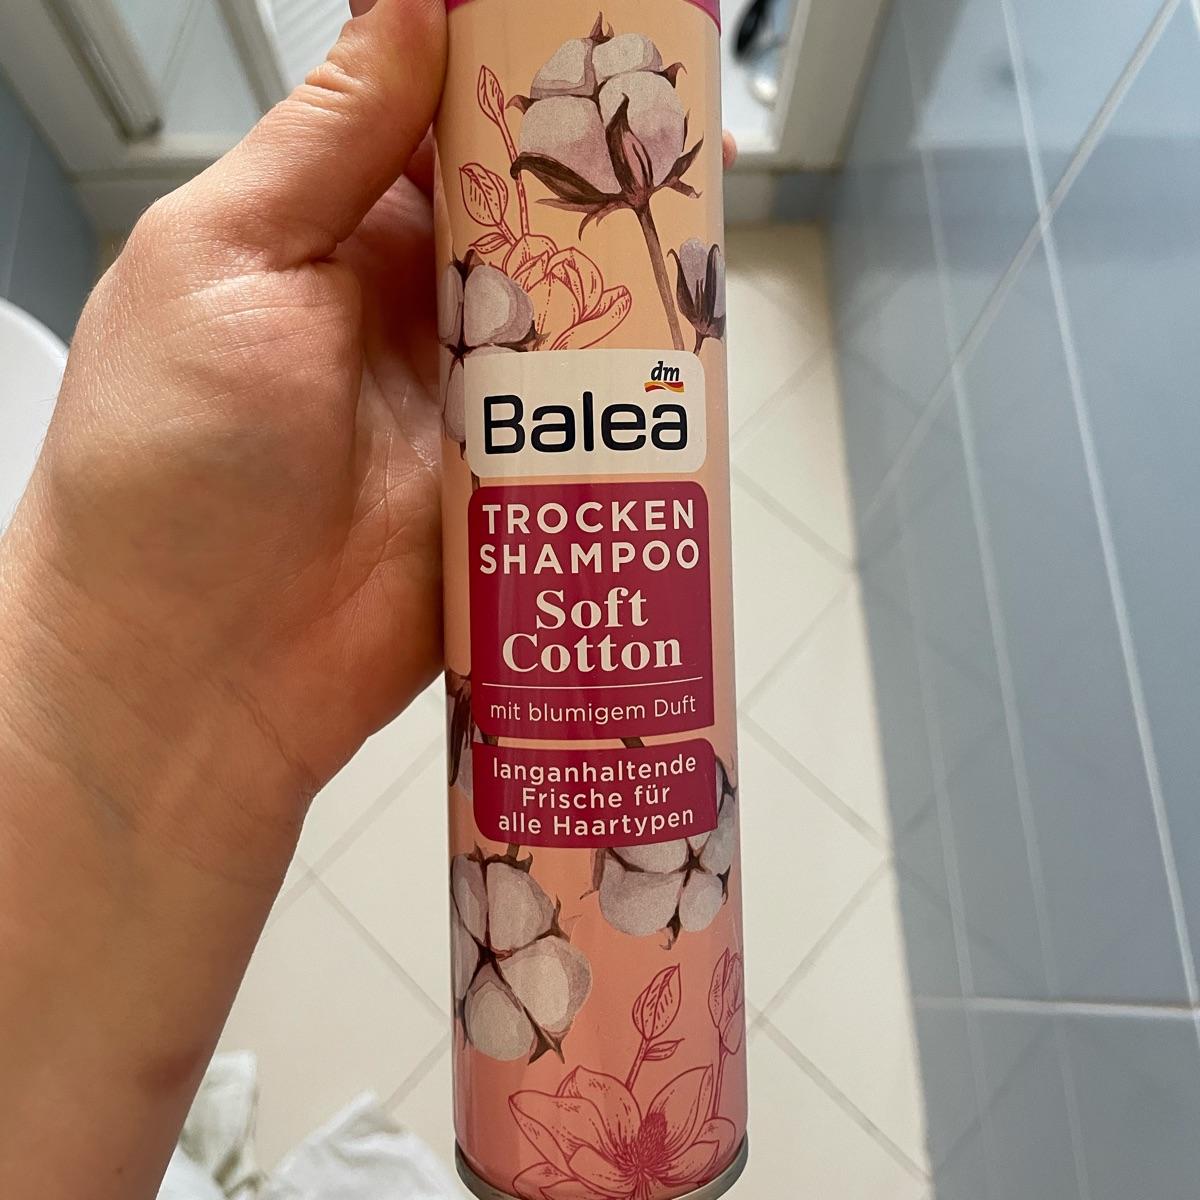 dm
Balea
TROCKEN
SHAMPOO
Soft
Cotton
mit blumigem Duft
langanhaltende
Frische für
alle Haartypen